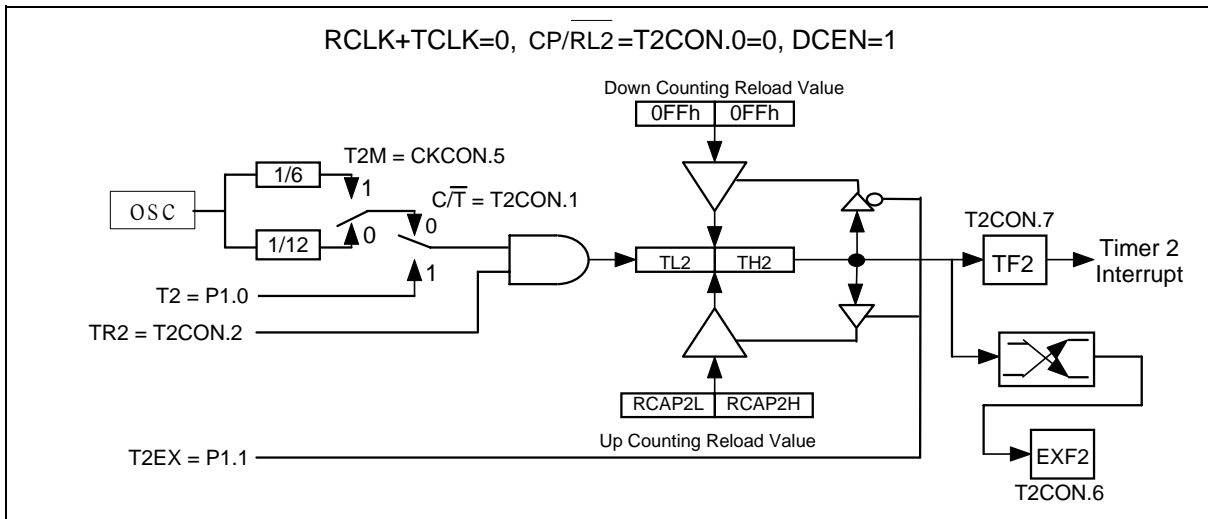 RCLK+TCLK=0, CP/R̅L̅2̅=T2CON.0=0, DCEN=1
Down Counting Reload Value
0FFh 0FFh
T2M = CKCON.5
1/6
1
OSC
C/T̅ = T2CON.1
0
1/12
0
1
T2CON.7
TL2 TH2
TF2
Timer 2
Interrupt
T2 = P1.0
TR2 = T2CON.2
RCAP2L RCAP2H
Up Counting Reload Value
T2EX = P1.1
EXF2
T2CON.6